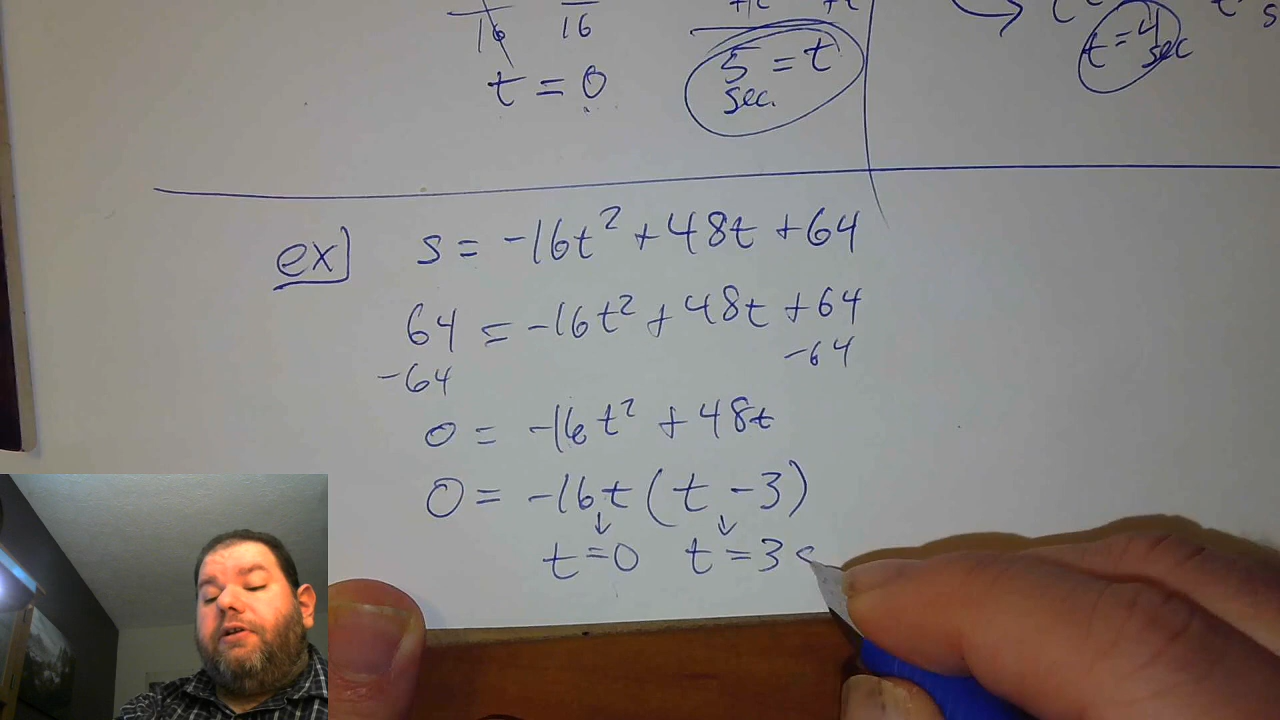 16 16
t = 0
5 = t
sec.
t = 4
sec
ex] s = -16t² + 48t + 64
64 = -16t² + 48t + 64
-64 -64
0 = -16t² + 48t
0 = -16t (t - 3)
t = 0 t = 3 s